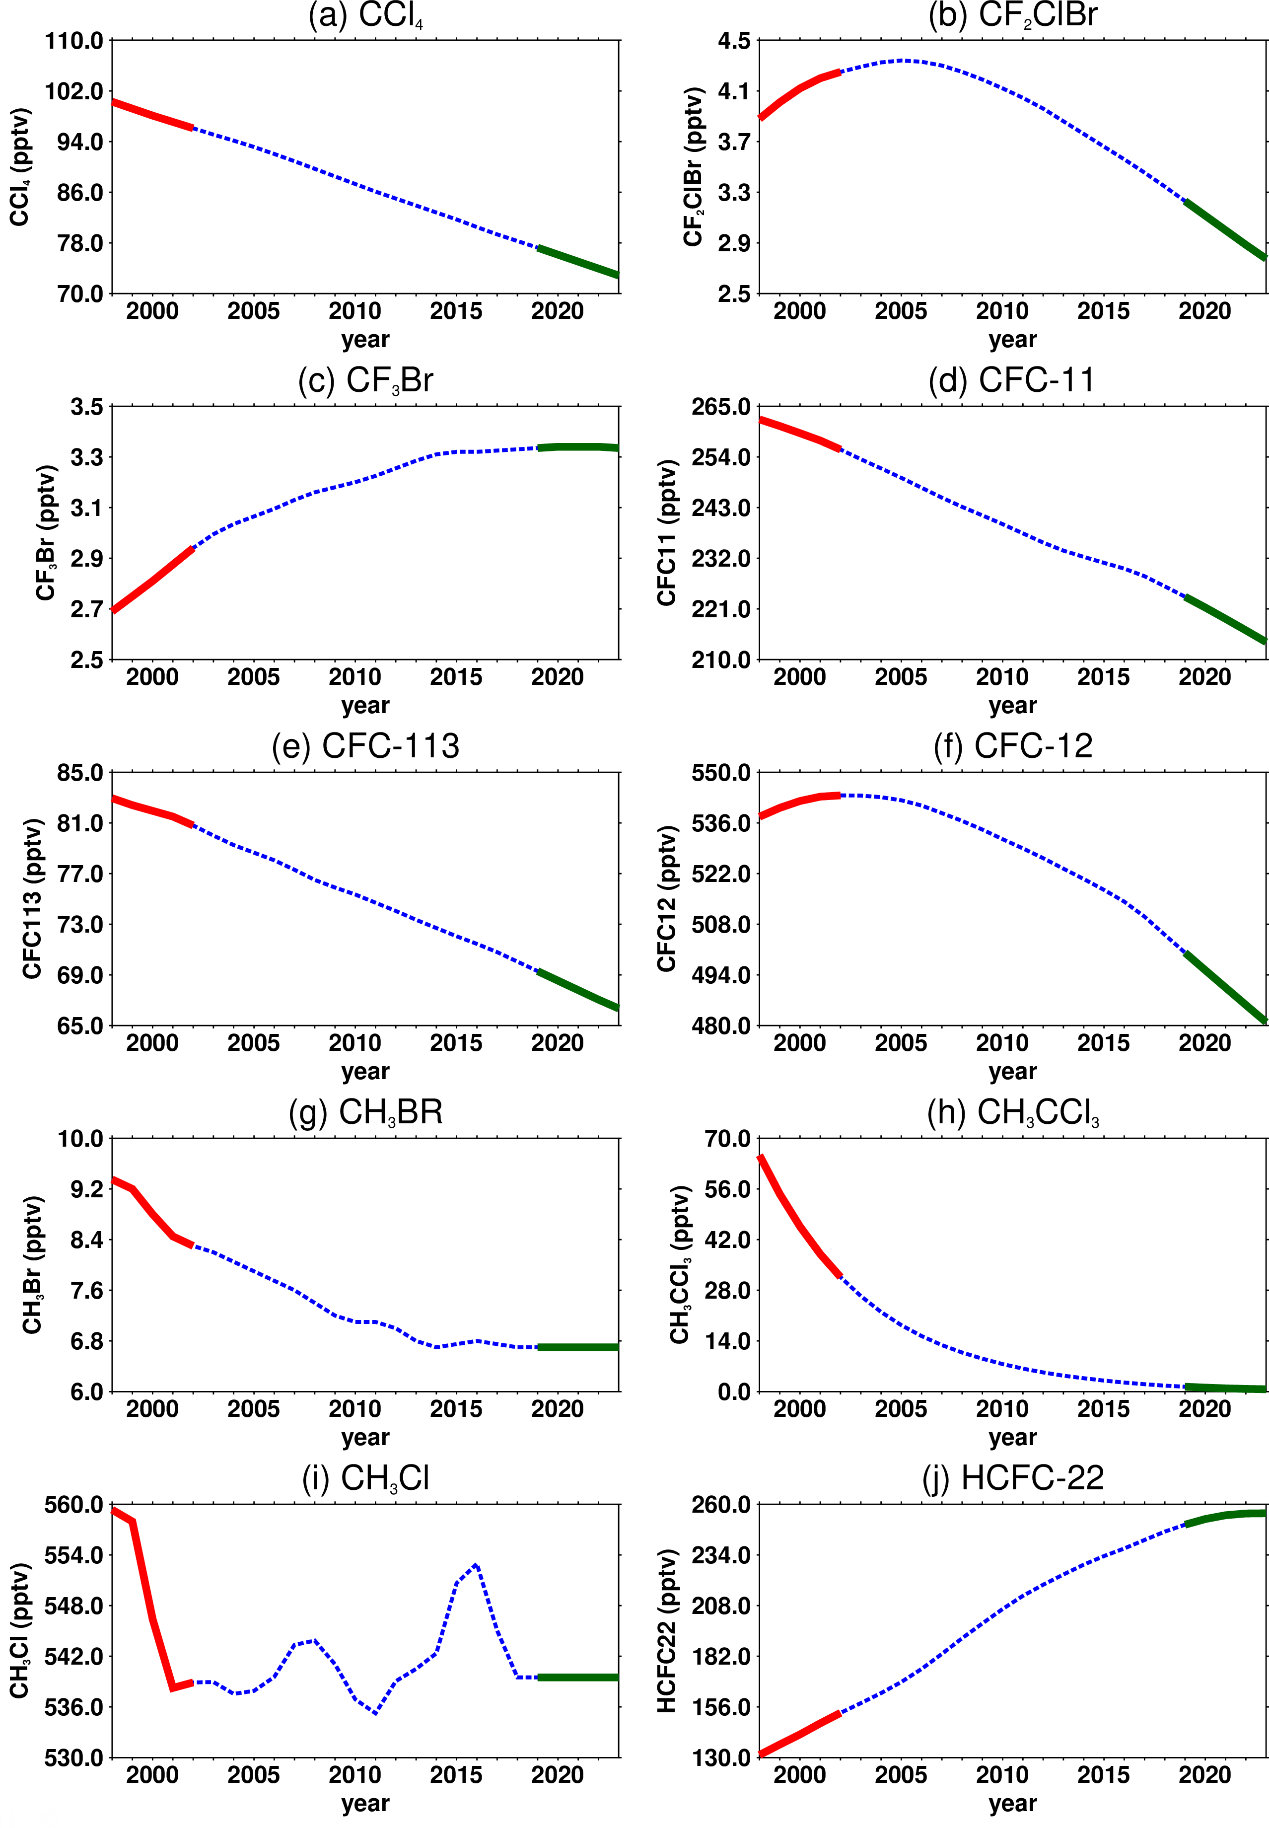 (a) CCl₄
110.0
102.0
94.0
86.0
78.0
70.0
CCl₄ (pptv)
2000 2005 2010 2015 2020
year
(b) CF₂ClBr
4.5
4.1
3.7
3.3
2.9
2.5
CF₂ClBr (pptv)
2000 2005 2010 2015 2020
year
(c) CF₃Br
3.5
3.3
3.1
2.9
2.7
2.5
CF₃Br (pptv)
2000 2005 2010 2015 2020
year
(d) CFC-11
265.0
254.0
243.0
232.0
221.0
210.0
CFC11 (pptv)
2000 2005 2010 2015 2020
year
(e) CFC-113
85.0
81.0
77.0
73.0
69.0
65.0
CFC113 (pptv)
2000 2005 2010 2015 2020
year
(f) CFC-12
550.0
536.0
522.0
508.0
494.0
480.0
CFC12 (pptv)
2000 2005 2010 2015 2020
year
(g) CH₃BR
10.0
9.2
8.4
7.6
6.8
6.0
CH₃Br (pptv)
2000 2005 2010 2015 2020
year
(h) CH₃CCl₃
70.0
56.0
42.0
28.0
14.0
0.0
CH₃CCl₃ (pptv)
2000 2005 2010 2015 2020
year
(i) CH₃Cl
560.0
554.0
548.0
542.0
536.0
530.0
CH₃Cl (pptv)
2000 2005 2010 2015 2020
year
(j) HCFC-22
260.0
234.0
208.0
182.0
156.0
130.0
HCFC22 (pptv)
2000 2005 2010 2015 2020
year